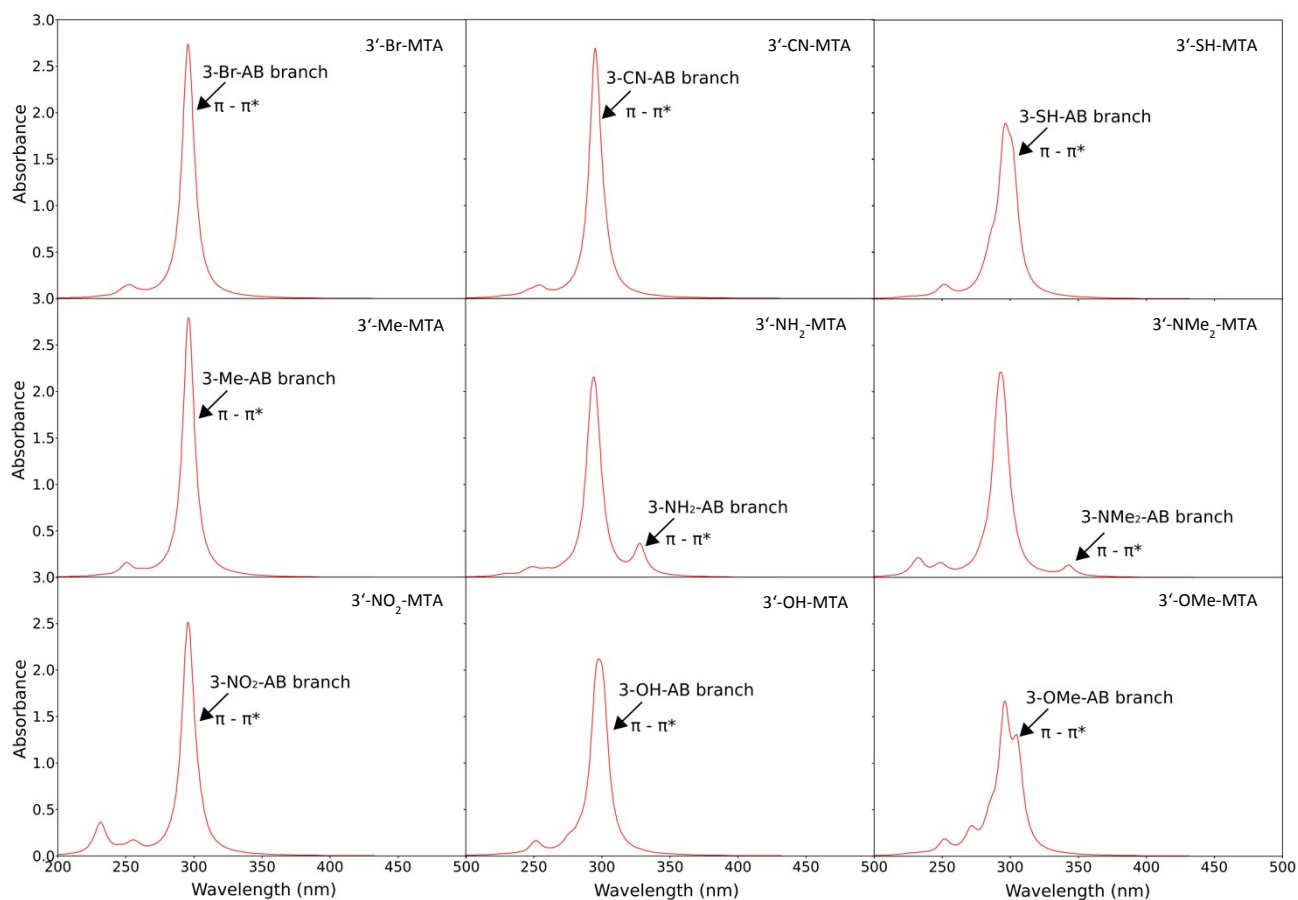 3.0
2.5
2.0
1.5
1.0
0.5
3.0
Absorbance
3‘-Br-MTA
3-Br-AB branch
π - π*
3‘-CN-MTA
3-CN-AB branch
π - π*
3‘-SH-MTA
3-SH-AB branch
π - π*
2.5
2.0
1.5
1.0
0.5
3.0
Absorbance
3‘-Me-MTA
3-Me-AB branch
π - π*
3‘-NH₂-MTA
3-NH₂-AB branch
π - π*
3‘-NMe₂-MTA
3-NMe₂-AB branch
π - π*
2.5
2.0
1.5
1.0
0.5
0.0
Absorbance
3‘-NO₂-MTA
3-NO₂-AB branch
π - π*
3‘-OH-MTA
3-OH-AB branch
π - π*
3‘-OMe-MTA
3-OMe-AB branch
π - π*
200 250 300 350 400 450 500 250 300 350 400 450 500 250 300 350 400 450 500
Wavelength (nm) Wavelength (nm) Wavelength (nm)